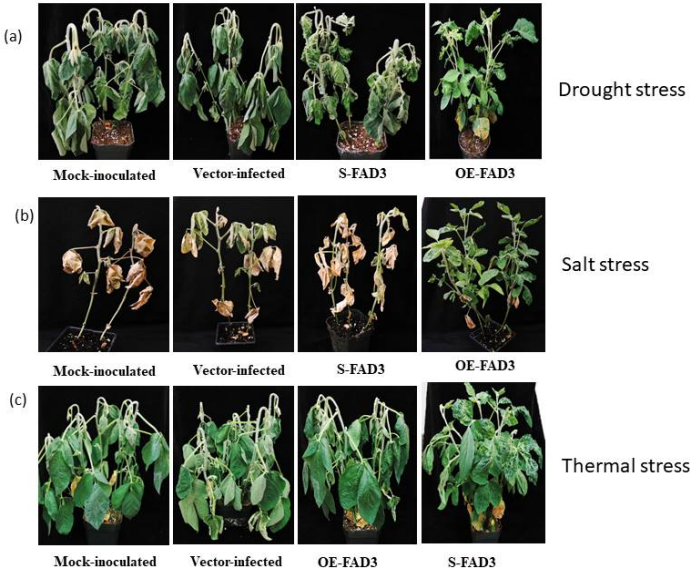 (a)
Drought stress
Mock-inoculated Vector-infected S-FAD3 OE-FAD3
(b)
Salt stress
Mock-inoculated Vector-infected S-FAD3 OE-FAD3
(c)
Thermal stress
Mock-inoculated Vector-infected OE-FAD3 S-FAD3